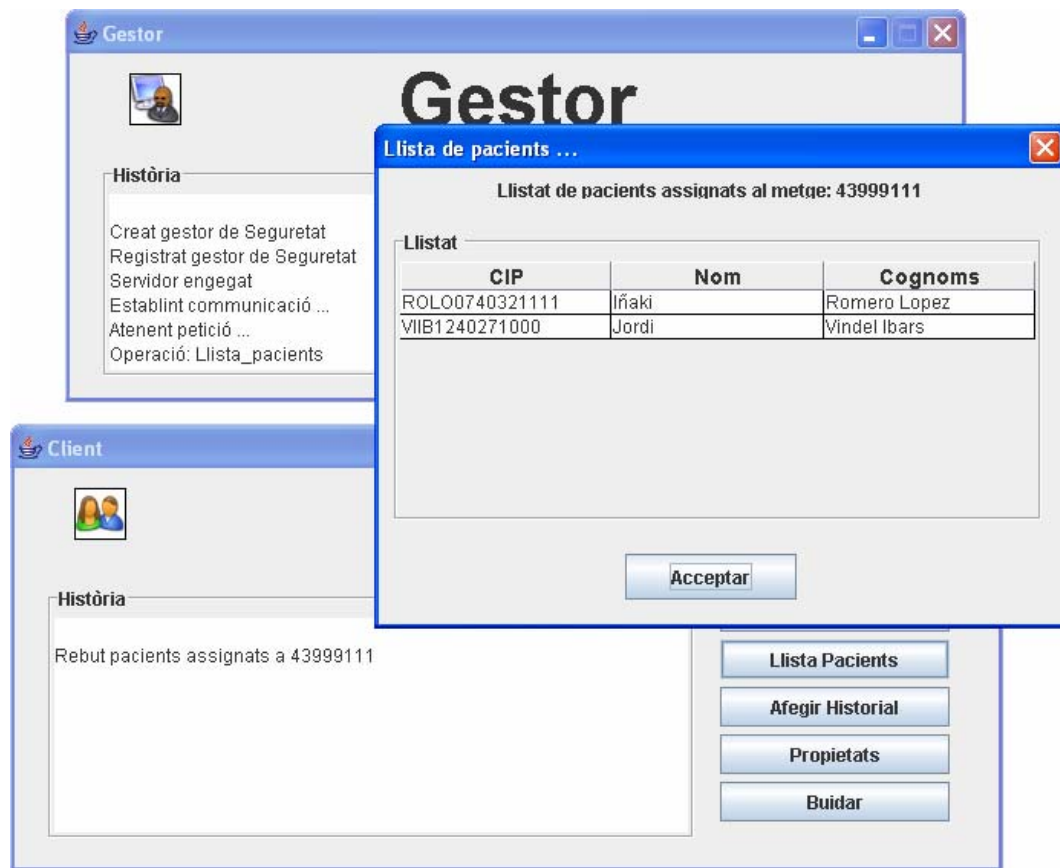 Gestor
Gestor
Història
Creat gestor de Seguretat
Registrat gestor de Seguretat
Servidor engegat
Establint communicació ...
Atenent petició ...
Operació: Llista_pacients
Llista de pacients ...
Llistat de pacients assignats al metge: 43999111
Llistat
CIP Nom Cognoms
ROLO0740321111 Iñaki Romero Lopez
VIIB1240271000 Jordi Vindel Ibars
Acceptar
Client
Història
Rebut pacients assignats a 43999111
Llista Pacients
Afegir Historial
Propietats
Buidar